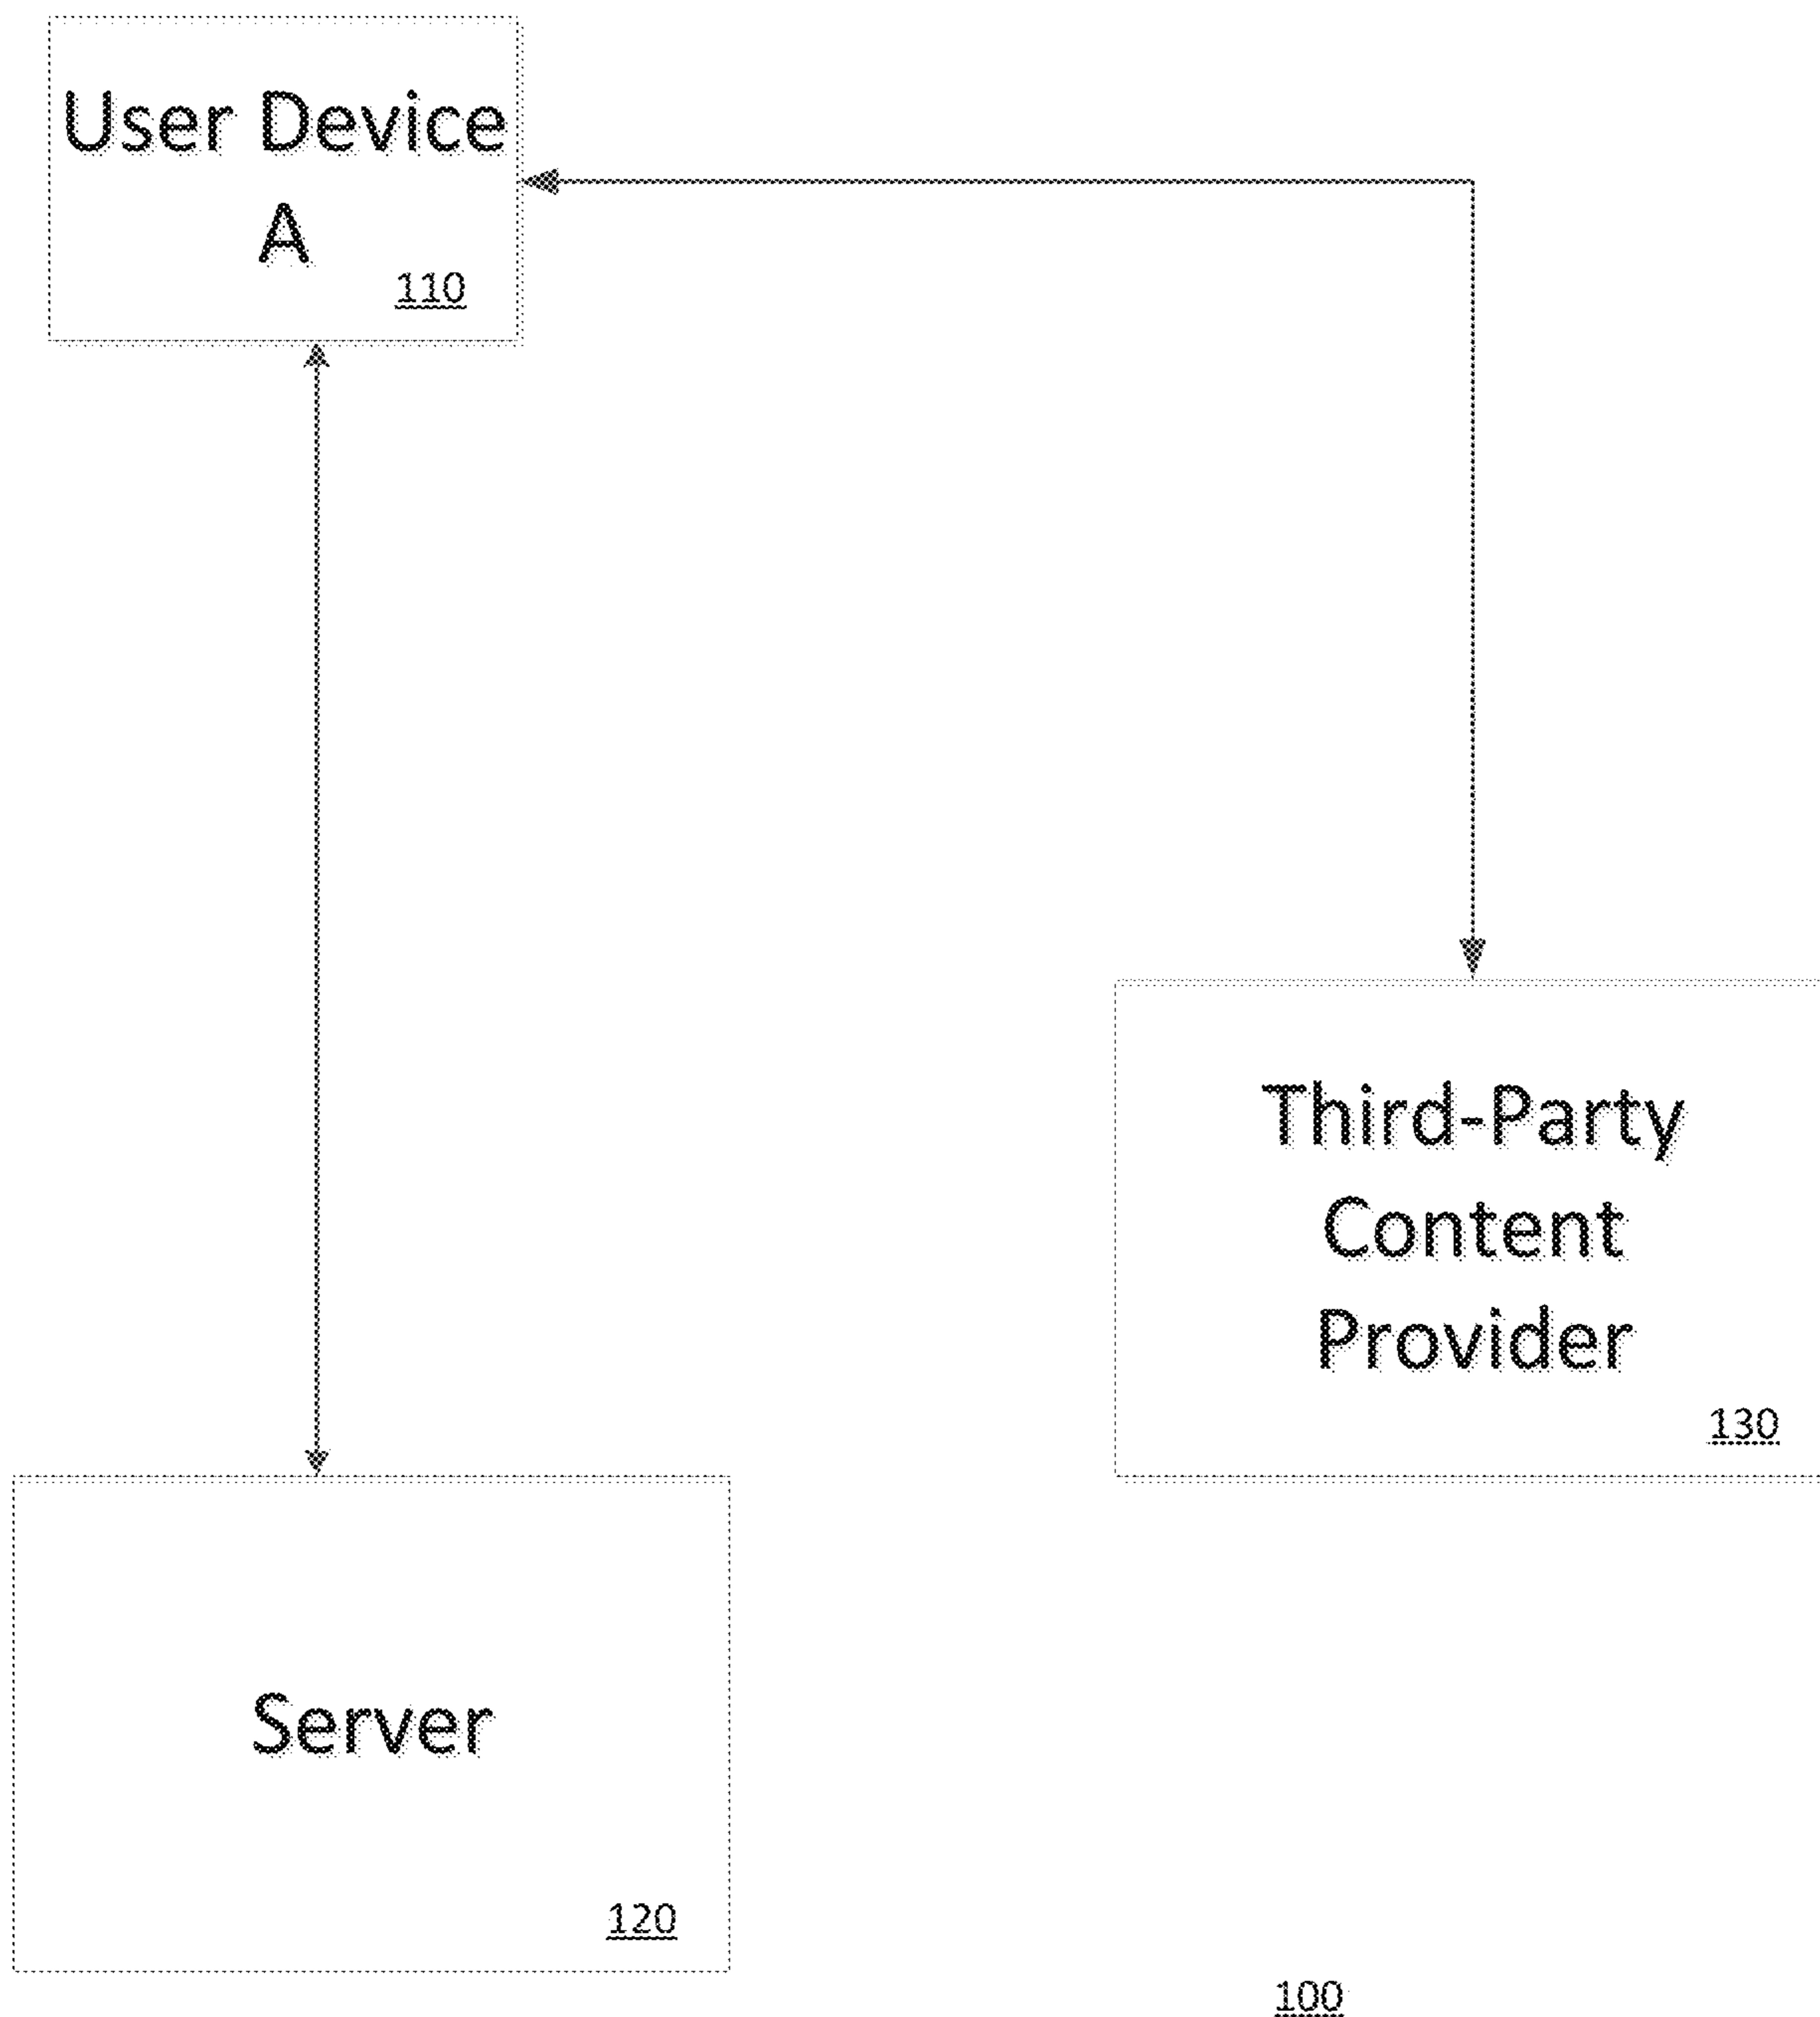 User Device
A
110
Third-Party
Content
Provider
130
Server
120
100